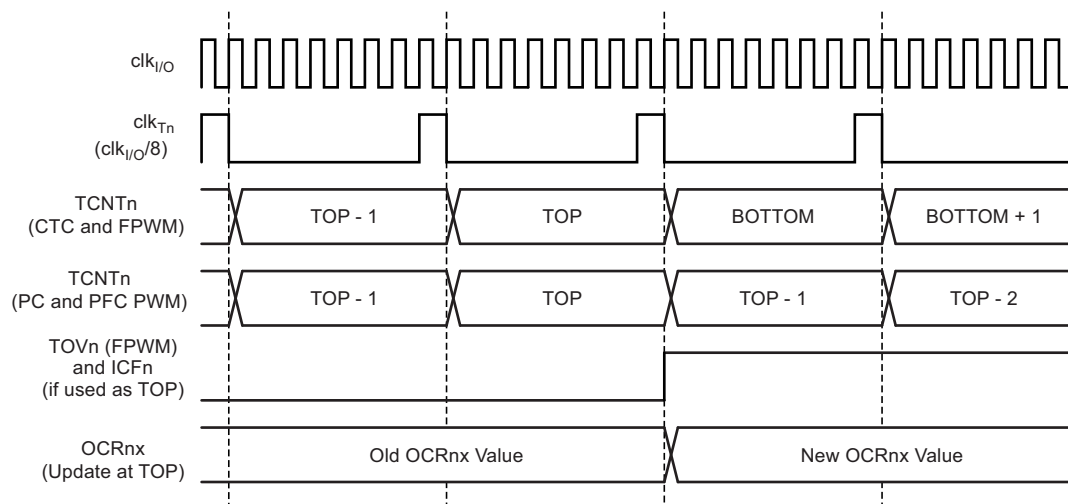 clkI/O
clkTn
(clkI/O/8)
TCNTn
(CTC and FPWM)
TOP - 1
TOP
BOTTOM
BOTTOM + 1
TCNTn
(PC and PFC PWM)
TOP - 1
TOP
TOP - 1
TOP - 2
TOVn (FPWM)
and ICFn
(if used as TOP)
OCRnx
(Update at TOP)
Old OCRnx Value
New OCRnx Value